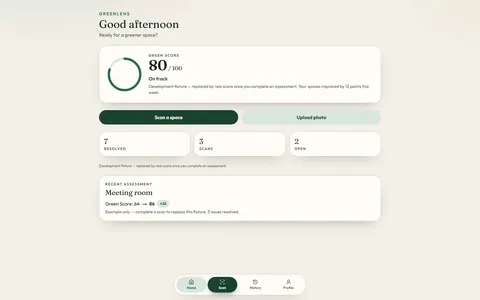 GREENLENS
Good afternoon
Ready for a greener space?
GREEN SCORE
80 / 100
On track
Development fixture — replaced by real scans once you complete an assessment. Your spaces improved by 12 points this
week.
Scan a space
Upload photo
7
RESOLVED
3
SCANS
2
OPEN
Development fixture — replaced by real scans once you complete an assessment.
RECENT ASSESSMENT
Meeting room
Green Score: 64 → 86 +22
Example only — complete a scan to replace this fixture. 3 issues resolved.
Home
Scan
History
Profile